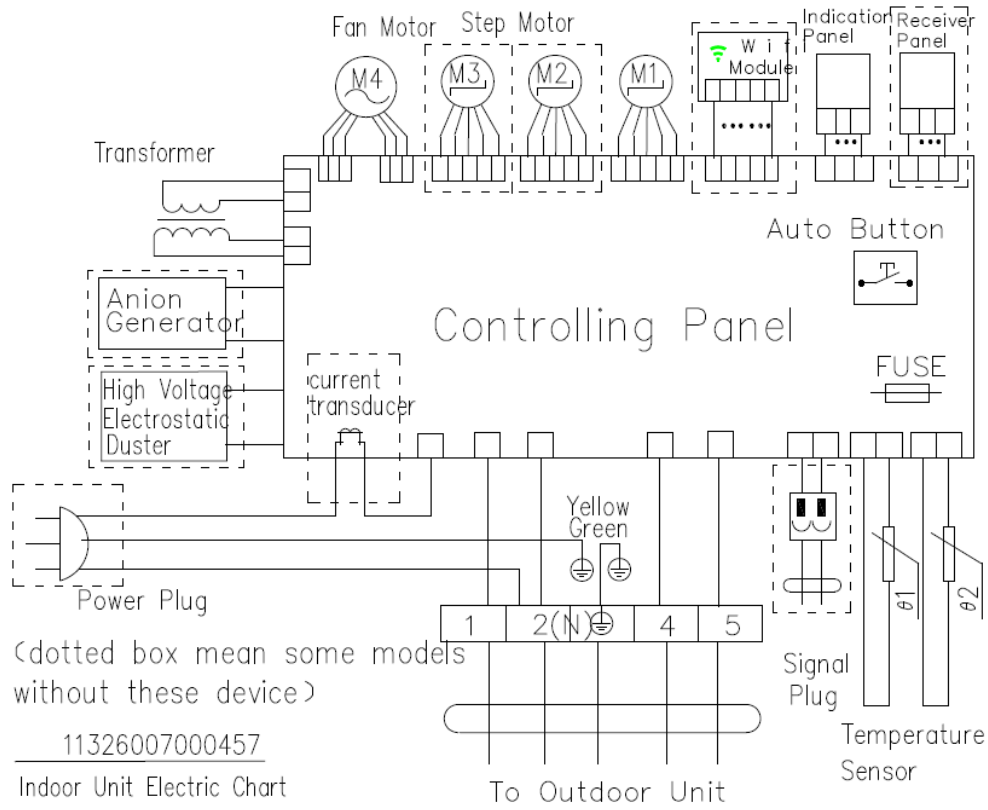 Fan Motor
Step Motor
Wifi
Module
Indication
Panel
Receiver
Panel
M4
M3
M2
M1
Transformer
Auto Button
Anion
Generator
Controlling Panel
FUSE
High Voltage
Electrostatic
Duster
current
transducer
Yellow
Green
Power Plug
1
2(N)
4
5
θ1
θ2
(dotted box mean some models
without these device)
Signal
Plug
11326007000457
Indoor Unit Electric Chart
To Outdoor Unit
Temperature
Sensor